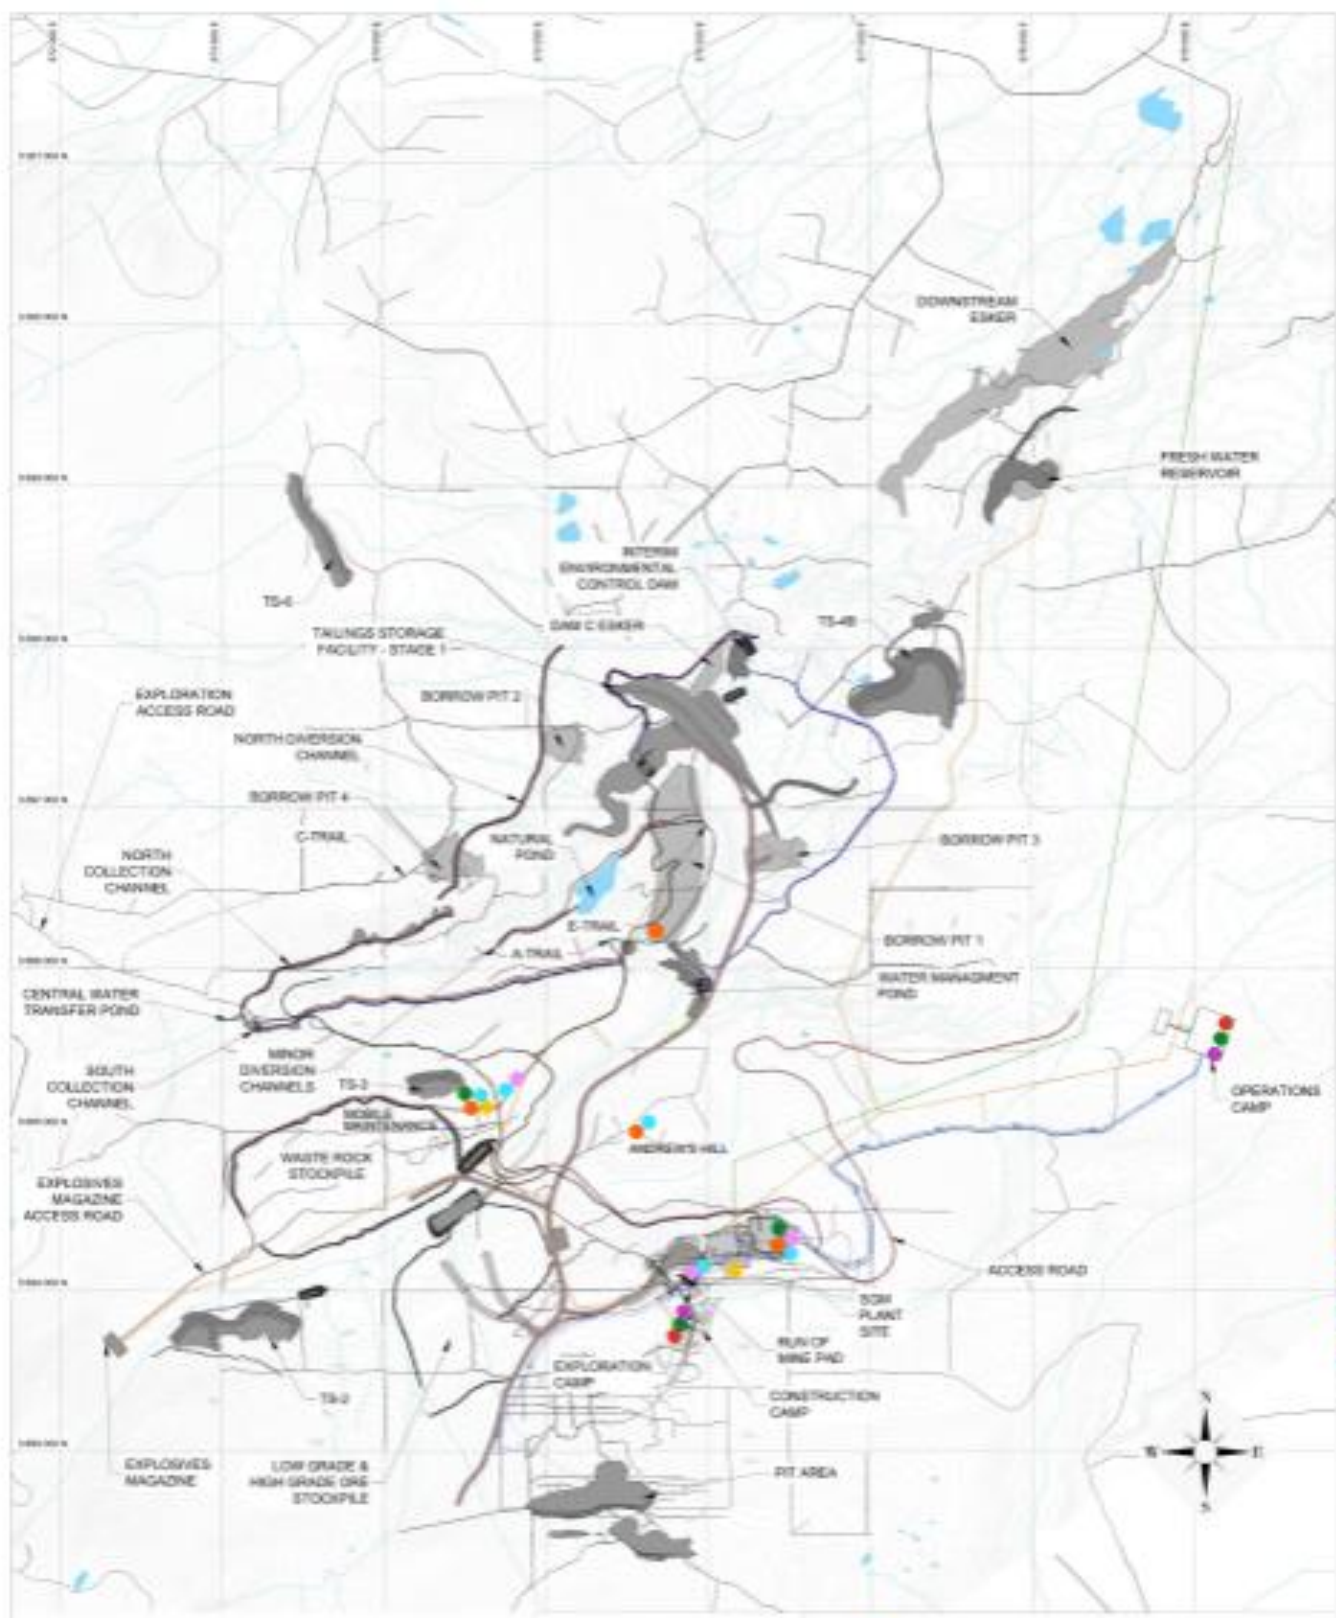 DOWNSTREAM
ESKER
FRESH WATER
RESERVOIR
INTERIM
ENVIRONMENTAL
CONTROL DAM
TS-6
DAM C ESKER
TS-4B
TAILINGS STORAGE
FACILITY - STAGE 1
BORROW PIT 2
EXPLORATION
ACCESS ROAD
NORTH DIVERSION
CHANNEL
BORROW PIT 4
C-TRAIL
NATURAL
POND
BORROW PIT 3
NORTH
COLLECTION
CHANNEL
E-TRAIL
A-TRAIL
BORROW PIT 1
WATER MANAGMENT
POND
CENTRAL WATER
TRANSFER POND
MINOR
DIVERSION
CHANNELS
SOUTH
COLLECTION
CHANNEL
TS-3
OPERATIONS
CAMP
MOBILE
MAINTENANCE
ANDREW'S HILL
WASTE ROCK
STOCKPILE
EXPLOSIVES
MAGAZINE
ACCESS ROAD
ACCESS ROAD
PLANT
SITE
RUN OF
MINE PAD
EXPLORATION
CAMP
CONSTRUCTION
CAMP
TS-2
EXPLOSIVES
MAGAZINE
LOW GRADE &
HIGH GRADE ORE
STOCKPILE
PIT AREA
N
W
E
S